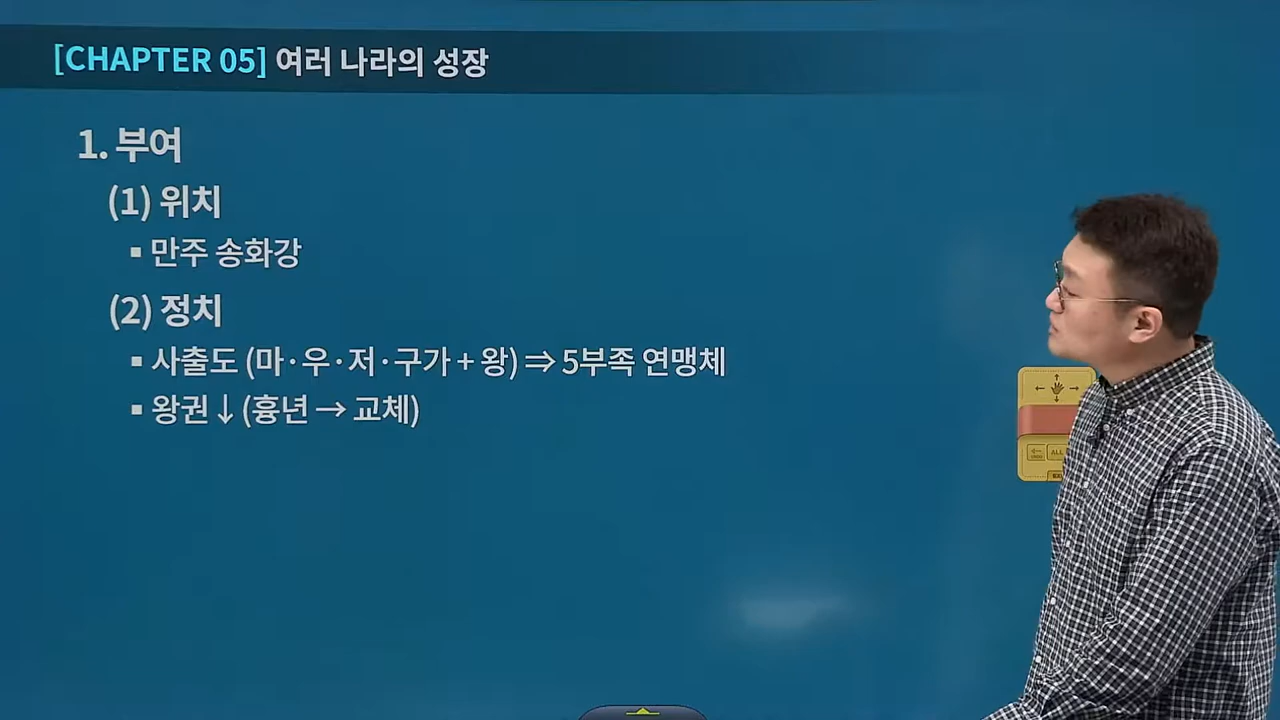 [CHAPTER 05] 여러 나라의 성장
1. 부여
(1) 위치
▪ 만주 송화강
(2) 정치
▪ 사출도 (마·우·저·구가 + 왕) ⇒ 5부족 연맹체
▪ 왕권↓(흉년 → 교체)
ALL